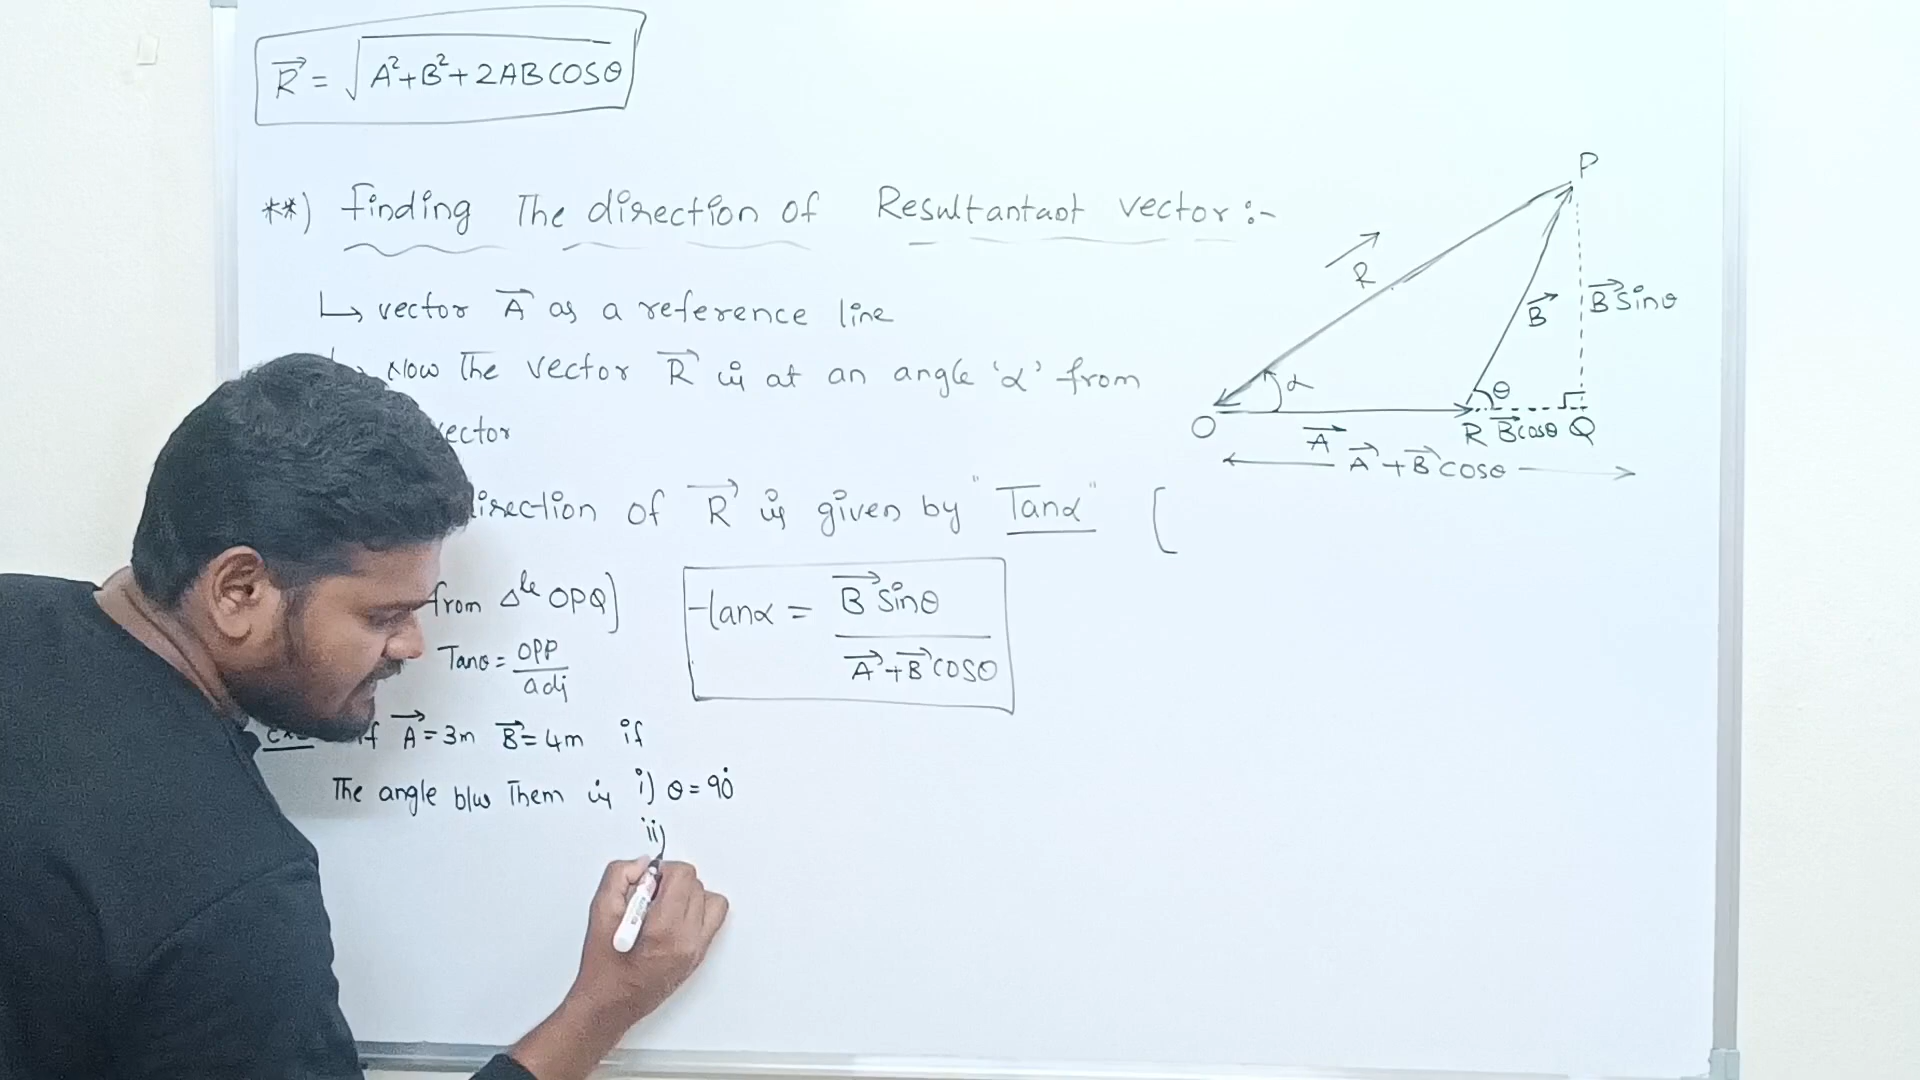 R⃗ = √A²+B²+2ABCOSθ
**) Finding The direction of Resultantant vector :-
↳ vector A⃗ as a reference line
Now The vector R⃗ is at an angle 'α' from
ector
direction of R⃗ is given by "Tanα" [
from Δle OPQ]
Tanθ = opp/adj
tanα = B⃗ Sinθ / A⃗+B⃗ COSθ
if A⃗=3m B⃗=4m if
The angle b/w Them is i) θ=90°
ii)
P
R
B⃗
B⃗ Sinθ
α
θ
O
A⃗
R
B⃗cosθ
Q
A⃗+B⃗cosθ